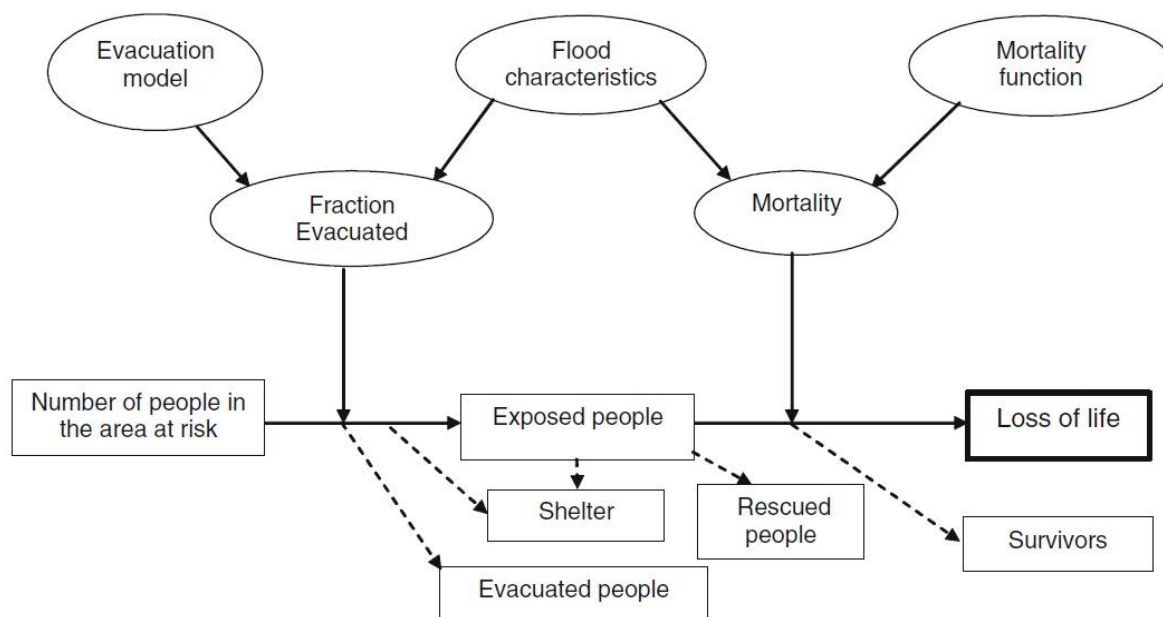 Evacuation
model
Flood
characteristics
Mortality
function
Fraction
Evacuated
Mortality
Number of people in
the area at risk
Exposed people
Loss of life
Shelter
Rescued
people
Survivors
Evacuated people